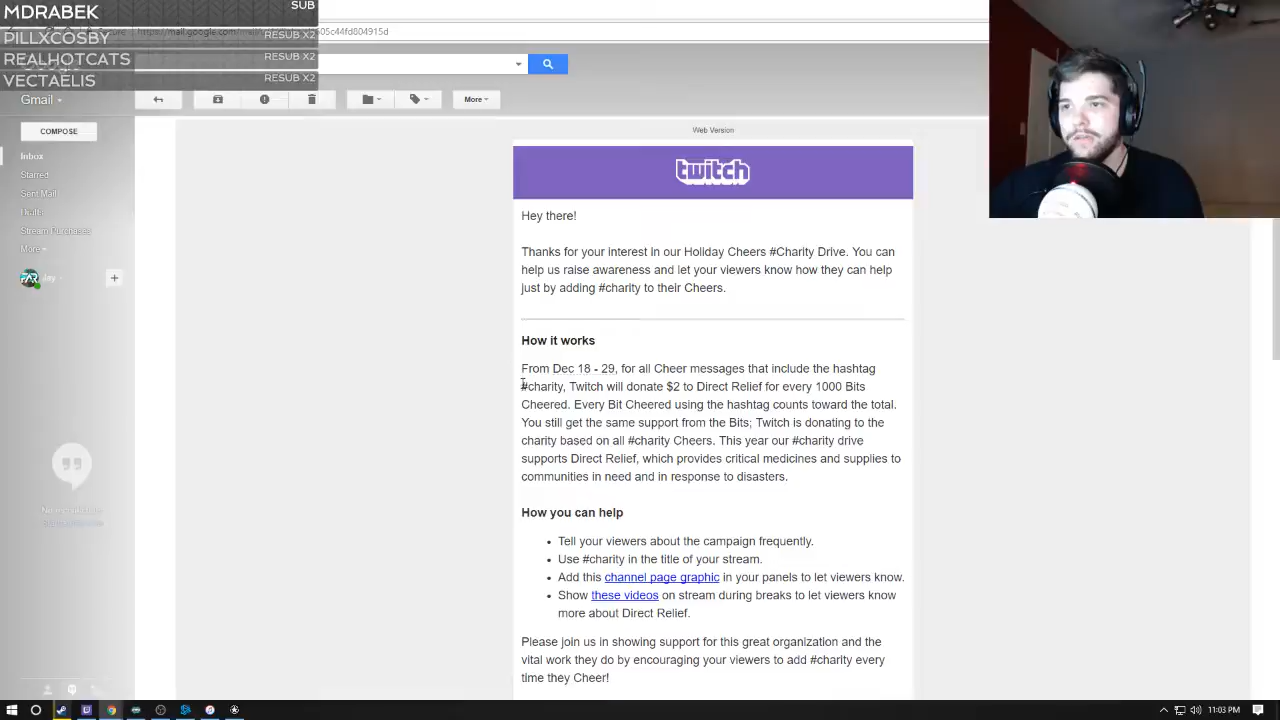 MDRABEK SUB
PILLXCOSBY RESUB X2
REALHOTCATS RESUB X2
VECTAELIS RESUB X2
Gmail
More
COMPOSE
Inbox
Starred
Sent Mail
Drafts
Stream Purchases
More
Jay
Web Version
twitch
Hey there!
Thanks for your interest in our Holiday Cheers #Charity Drive. You can
help us raise awareness and let your viewers know how they can help
just by adding #charity to their Cheers.
How it works
From Dec 18 - 29, for all Cheer messages that include the hashtag
#charity, Twitch will donate $2 to Direct Relief for every 1000 Bits
Cheered. Every Bit Cheered using the hashtag counts toward the total.
You still get the same support from the Bits; Twitch is donating to the
charity based on all #charity Cheers. This year our #charity drive
supports Direct Relief, which provides critical medicines and supplies to
communities in need and in response to disasters.
How you can help
• Tell your viewers about the campaign frequently.
• Use #charity in the title of your stream.
• Add this channel page graphic in your panels to let viewers know.
• Show these videos on stream during breaks to let viewers know
more about Direct Relief.
Please join us in showing support for this great organization and the
vital work they do by encouraging your viewers to add #charity every
time they Cheer!
11:03 PM